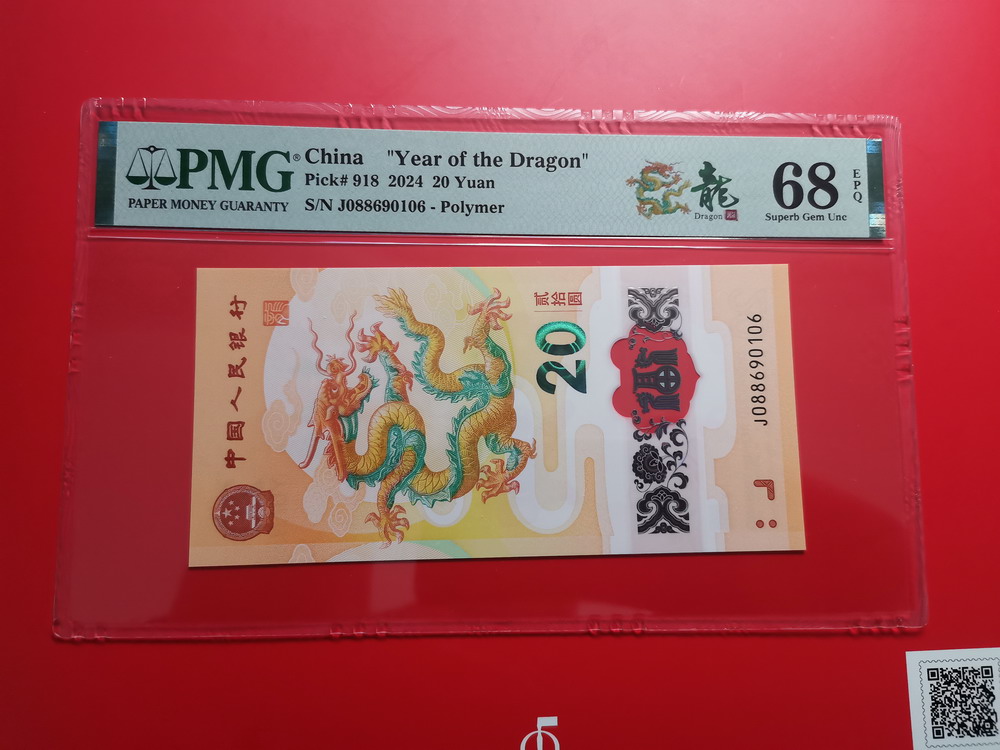 PMG®
PAPER MONEY GUARANTY
China "Year of the Dragon"
Pick# 918 2024 20 Yuan
S/N J088690106 - Polymer
龍
Dragon
68
EPQ
Superb Gem Unc
中国人民银行
贰拾圆
20
J088690106